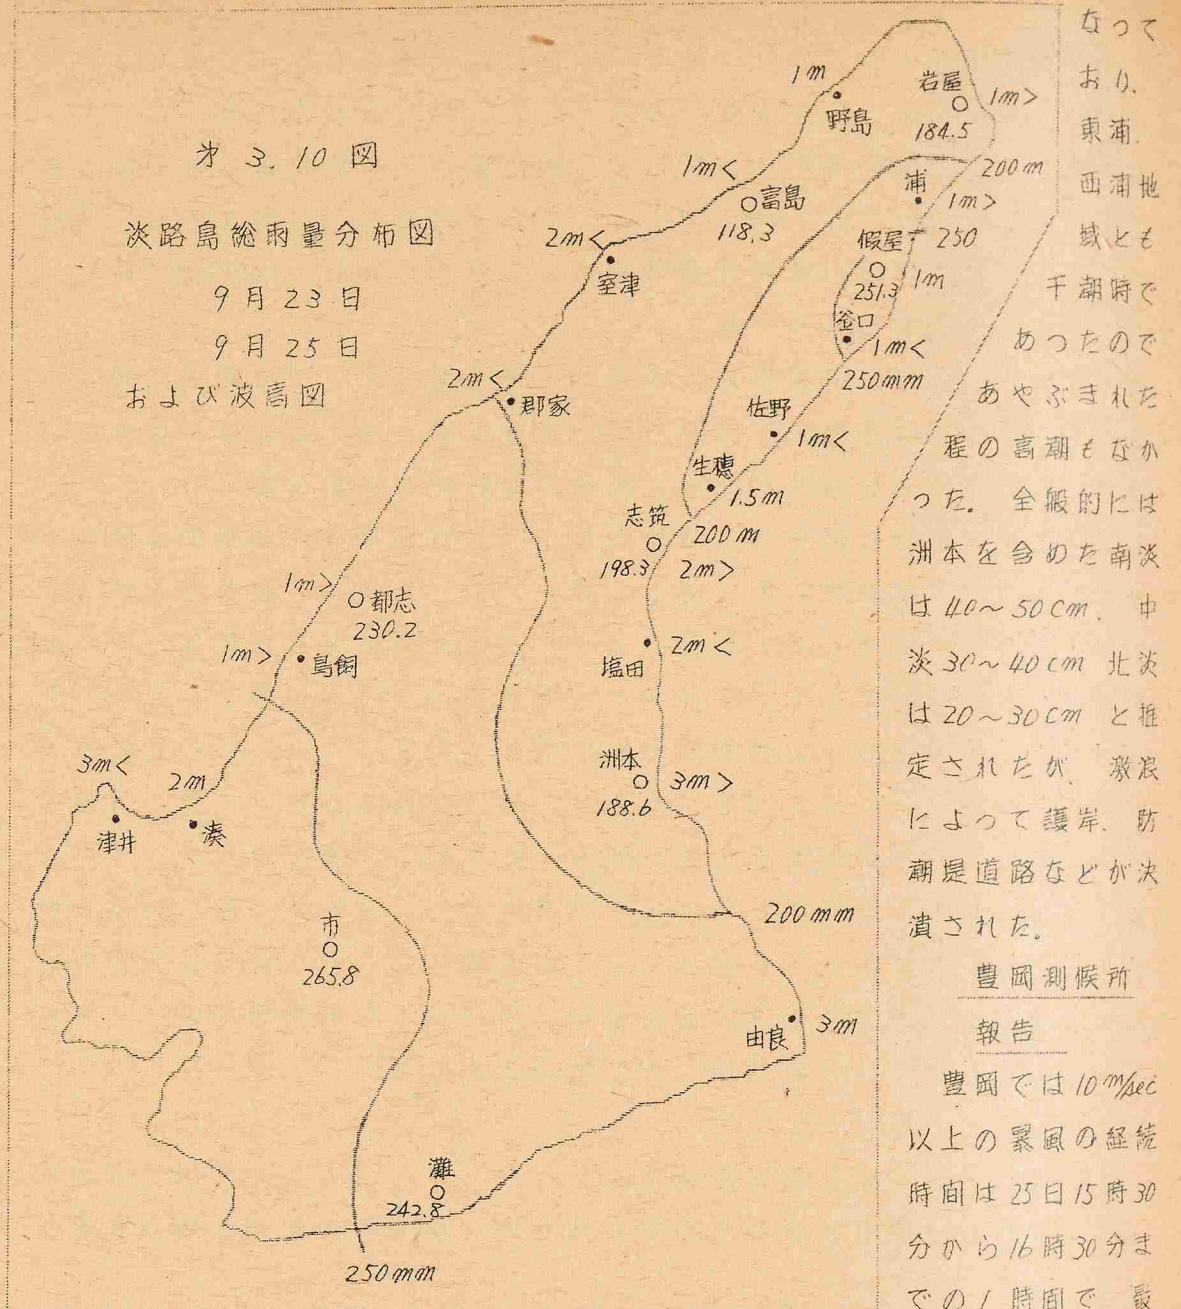 才 3.10 図
淡路島総雨量分布図
9月23日
9月25日
および波高図
1m
野島
岩屋
184.5
1m>
200m
1m<
富島
118.3
浦
1m>
2m<
室津
假屋
251.3
250
1m
釜口
1m<
250mm
2m<
郡家
佐野
1m<
生穂
1.5m
志筑
198.3
200m
2m>
1m>
都志
230.2
1m>
鳥飼
塩田
2m<
3m<
津井
2m
湊
洲本
188.6
3m>
200mm
市
265.8
由良
3m
灘
242.8
250mm
なって
おり、
東浦、
西浦地
域とも
干潮時で
あったので
あやぶまれた
程の高潮もなか
った。全般的には
洲本を含めた南淡
は40～50cm、中
淡30～40cm 北淡
は20～30cm と推
定されたが、激浪
によって護岸、防
潮堤道路などが決
潰された。
豊岡測候所
報告
豊岡では10m/sec
以上の暴風の経続
時間は25日15時30
分から16時30分ま
での1時間で、最